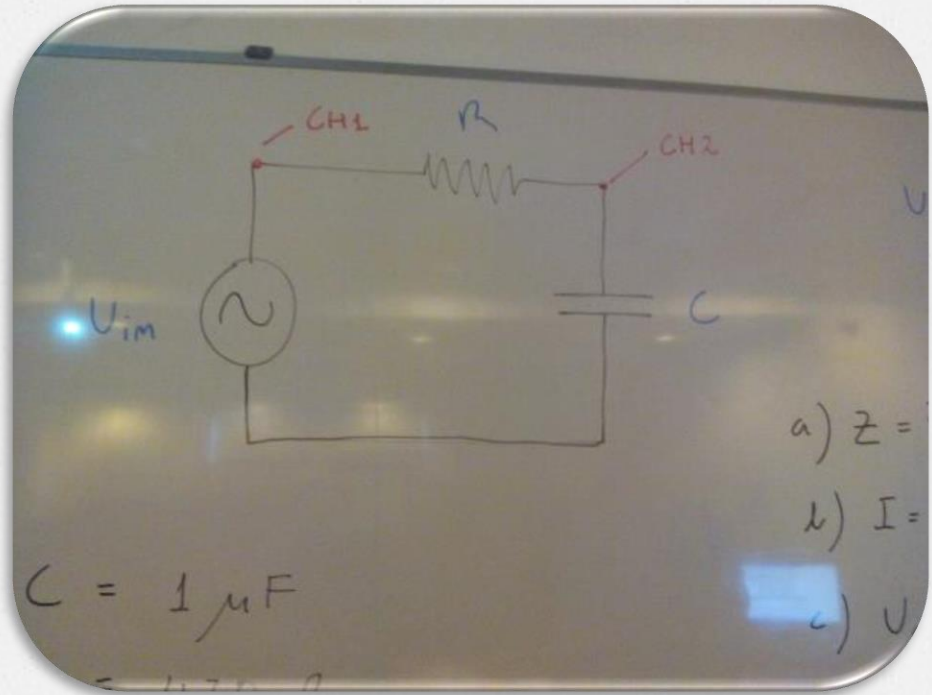 CH1
R
CH2
U
Uim
C
a) Z =
b) I =
C = 1 µF
c) U
=